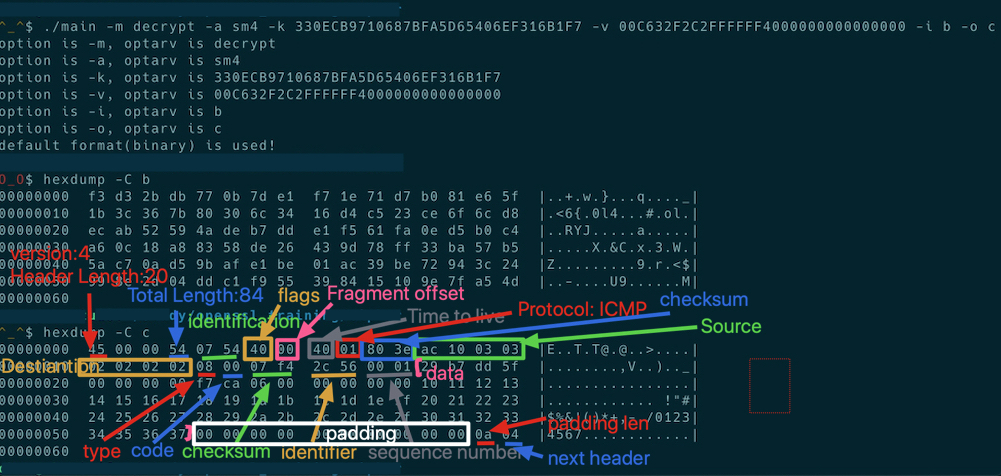 ^_^$ ./main -m decrypt -a sm4 -k 330ECB9710687BFA5D65406EF316B1F7 -v 00C632F2C2FFFFFF4000000000000000 -i b -o c
option is -m, optarv is decrypt
option is -a, optarv is sm4
option is -k, optarv is 330ECB9710687BFA5D65406EF316B1F7
option is -v, optarv is 00C632F2C2FFFFFF4000000000000000
option is -i, optarv is b
option is -o, optarv is c
default format(binary) is used!
0_0$ hexdump -C b
00000000 f3 d3 2b db 77 0b 7d e1 f7 1e 71 d7 b0 81 e6 5f |..+.w.}...q...._|
00000010 1b 3c 36 7b 80 30 6c 34 16 d4 c5 23 ce 6f 6c d8 |.<6{.0l4...#.ol.|
00000020 ec ab 52 59 4a de b7 dd e1 f5 61 fa 0e d5 b0 c4 |..RYJ.....a.....|
00000030 a6 0c 18 a8 83 58 de 26 43 9d 78 ff 33 ba 57 b5 |.....X.&C.x.3.W.|
version:4
00000040 5a c7 0a d5 9b af e1 be 01 ac 39 be 72 94 3c 24 |Z.........9.r.<$|
Header Length:20
04 dd c1 f9 55 39 84 15 10 9e 7f a5 4d |..-....U9......M|
00000060
Total Length:84
flags
Fragment offset
checksum
Protocol: ICMP
identification
Time to live
Source
^_^$ hexdump -C c
00000000 45 00 00 54 07 54 40 00 40 01 80 3e ac 10 03 03 |E..T.T@.@..>....|
Destiantion
02 02 02 02 08 00 07 f4 2c 56 00 01 29 b7 dd 5f |........,V..).._|
data
00 00 00 00 f7 ca 06 00 00 00 00 00 10 11 12 13
14 15 16 17 18 19 1a 1b 1c 1d 1e 1f 20 21 22 23
24 25 26 27 28 29 2a 2b 2c 2d 2e 2f 30 31 32 33
00000050 34 35 36 37 00 00 00 00 00 00 00 00 00 00 0a 04
padding
padding len
00000060
type
code
checksum
identifier
sequence number
next header